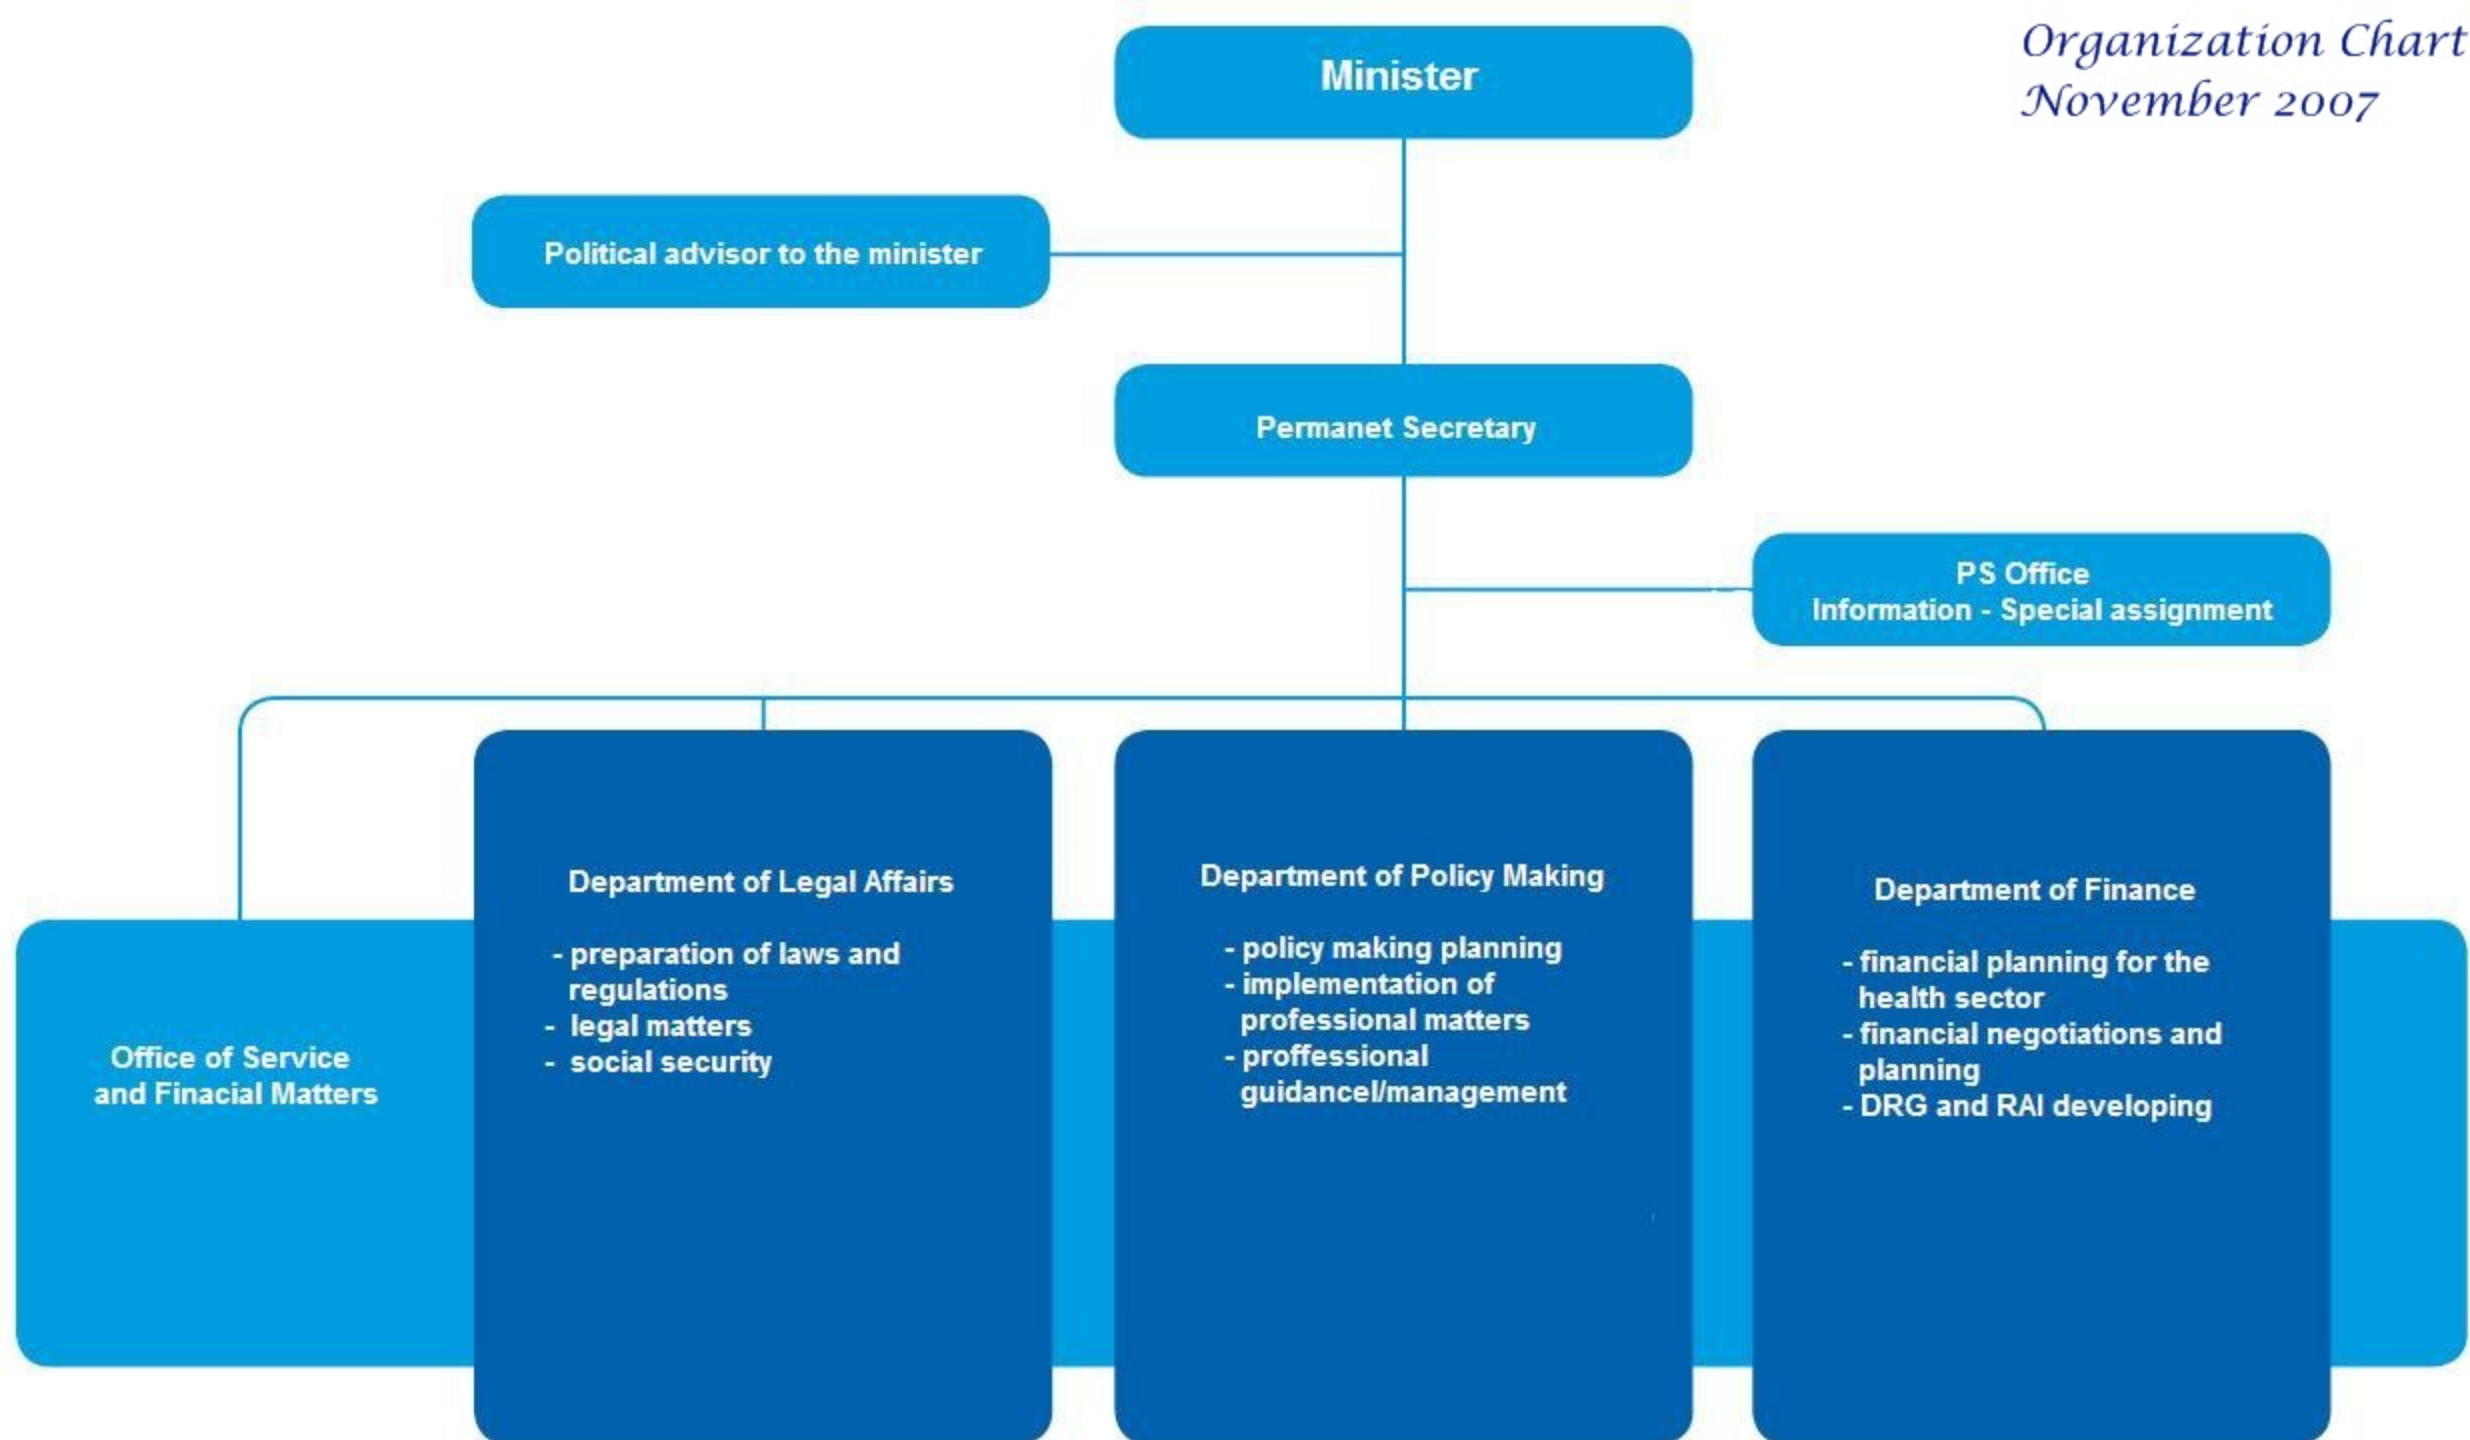 Organization Chart
November 2007
Minister
Political advisor to the minister
Permanet Secretary
PS Office
Information - Special assignment
Office of Service
and Finacial Matters
Department of Legal Affairs
- preparation of laws and
regulations
- legal matters
- social security
Department of Policy Making
- policy making planning
- implementation of
professional matters
- proffessional
guidancel/management
Department of Finance
- financial planning for the
health sector
- financial negotiations and
planning
- DRG and RAI developing